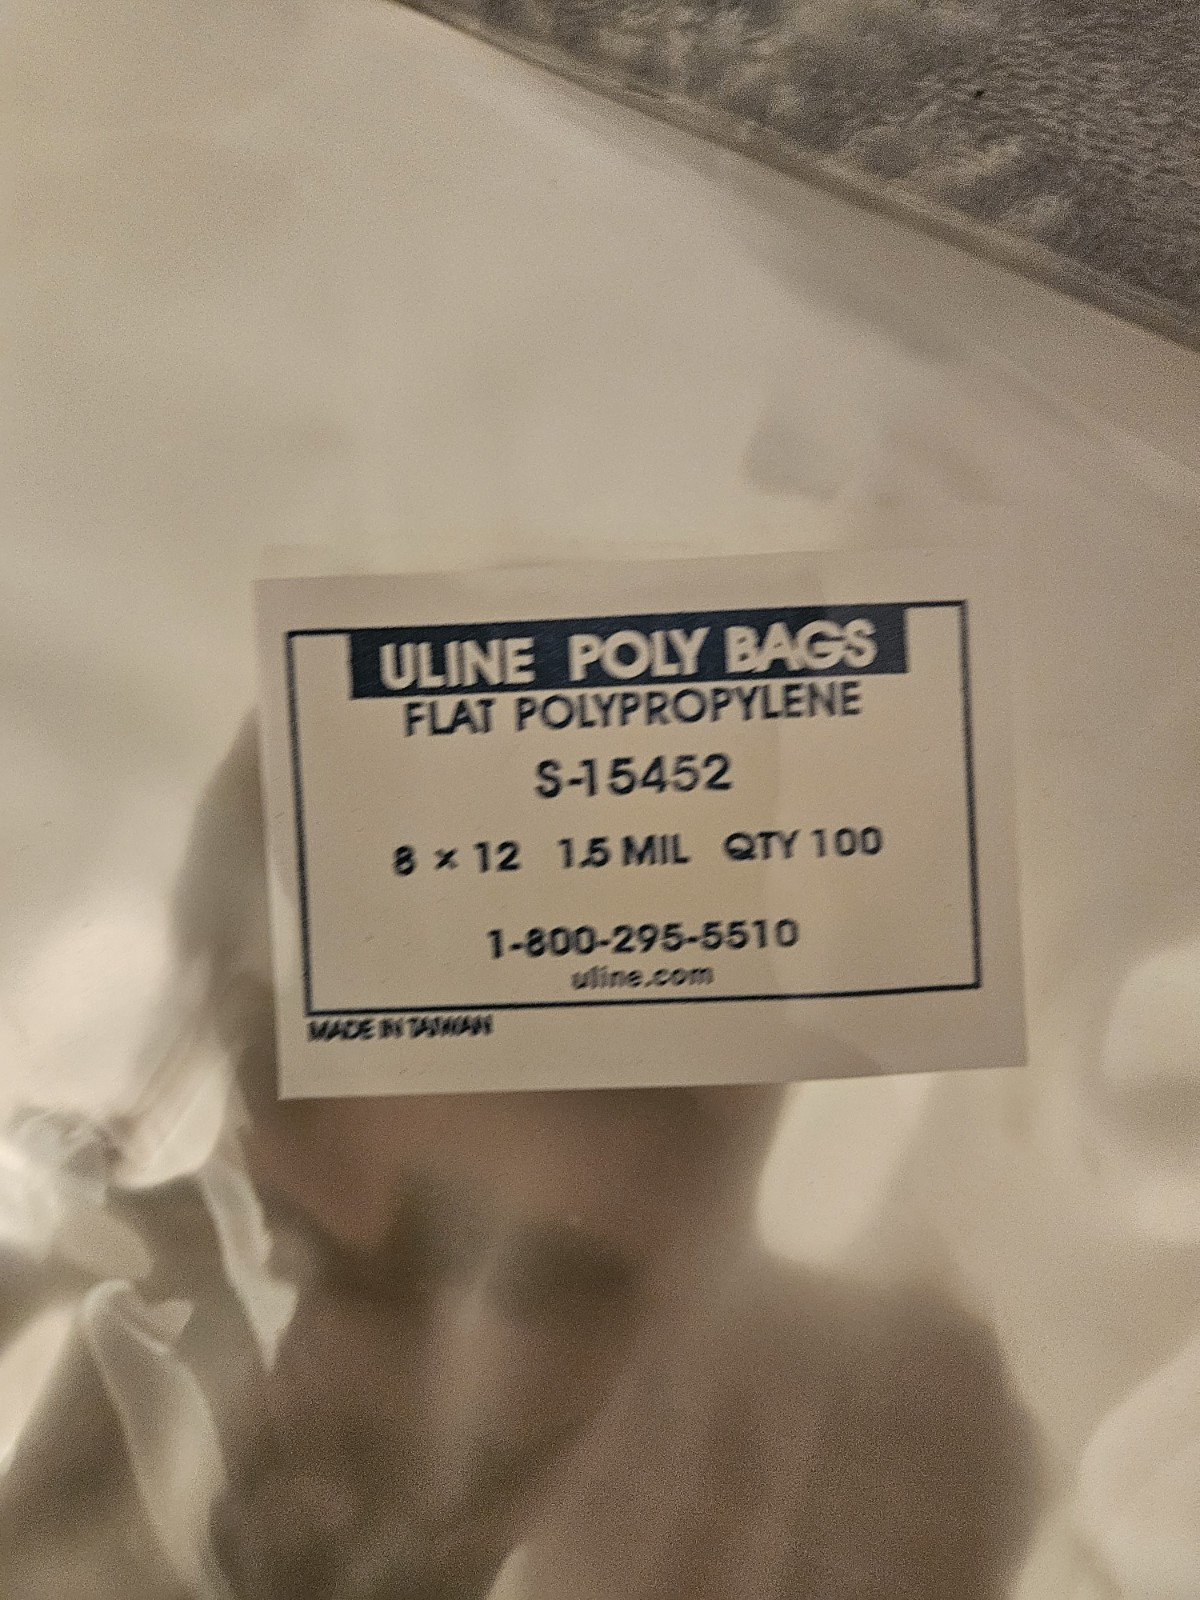 ULINE POLY BAGS
FLAT POLYPROPYLENE
S-15452
8 × 12 1.5 MIL QTY 100
1-800-295-5510
uline.com
MADE IN TAIWAN